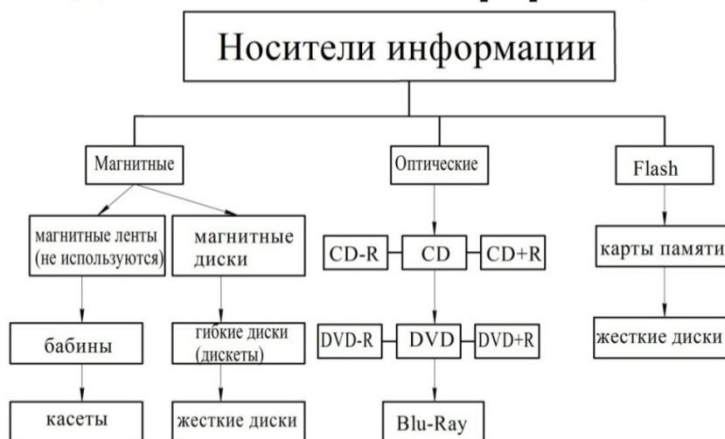 Носители информации
Магнитные
Оптические
Flash
магнитные ленты
(не используются)
магнитные
диски
CD-R
CD
CD+R
карты памяти
бабины
гибкие диски
(дискеты)
DVD-R
DVD
DVD+R
жесткие диски
касеты
жесткие диски
Blu-Ray